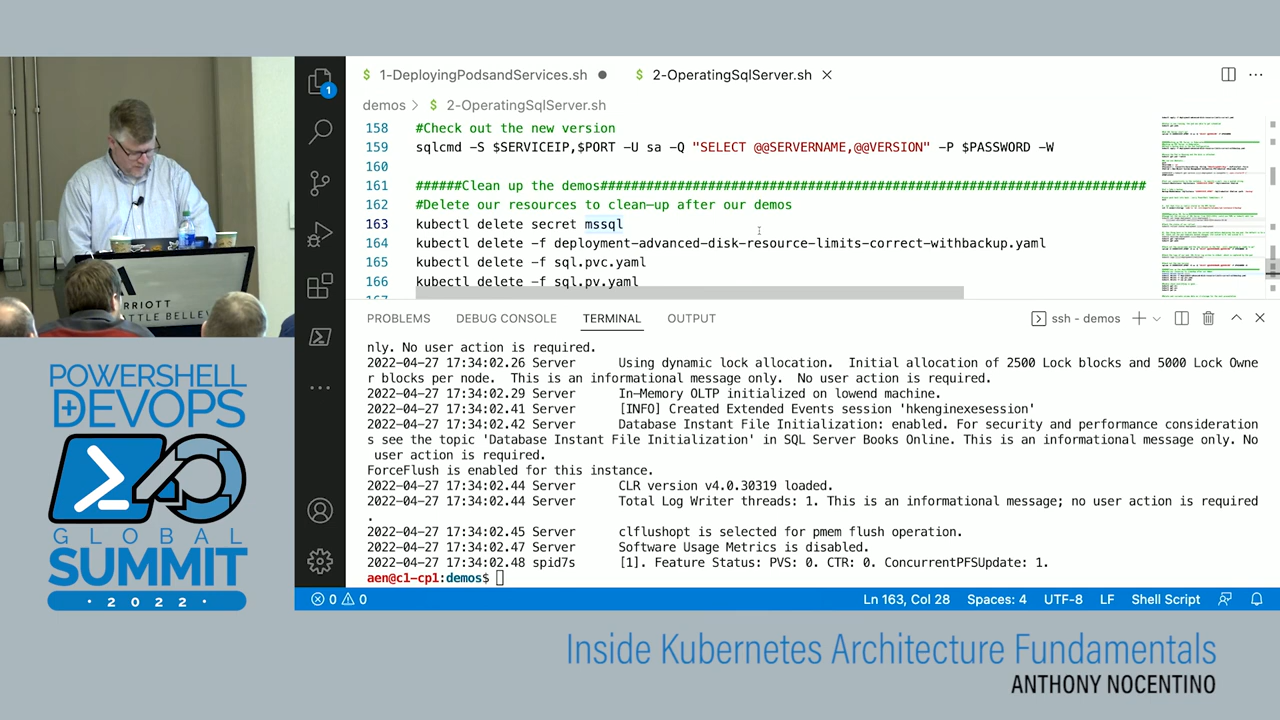 1-DeployingPodsandServices.sh
2-OperatingSqlServer.sh
demos
2-OperatingSqlServer.sh
158 #Check out the new version
159 sqlcmd -S $SERVICEIP,$PORT -U sa -Q "SELECT @@SERVERNAME,@@VERSION" -P $PASSWORD -W
160
161 #####Clean up the demos
162 #Delete our resources to clean-up after our demos
163 kubectl delete svc mssql
164 kubectl delete -f deployment-advanced-disk-resource-limits-correct-withbackup.yaml
165 kubectl delete -f sql.pvc.yaml
166 kubectl delete -f sql.pv.yaml
PROBLEMS DEBUG CONSOLE TERMINAL OUTPUT ssh - demos
nly. No user action is required.
2022-04-27 17:34:02.26 Server Using dynamic lock allocation. Initial allocation of 2500 Lock blocks and 5000 Lock Owne
r blocks per node. This is an informational message only. No user action is required.
2022-04-27 17:34:02.29 Server In-Memory OLTP initialized on lowend machine.
2022-04-27 17:34:02.41 Server [INFO] Created Extended Events session 'hkenginexesession'
2022-04-27 17:34:02.42 Server Database Instant File Initialization: enabled. For security and performance consideration
s see the topic 'Database Instant File Initialization' in SQL Server Books Online. This is an informational message only. No
user action is required.
ForceFlush is enabled for this instance.
2022-04-27 17:34:02.44 Server CLR version v4.0.30319 loaded.
2022-04-27 17:34:02.44 Server Total Log Writer threads: 1. This is an informational message; no user action is required
.
2022-04-27 17:34:02.45 Server clflushopt is selected for pmem flush operation.
2022-04-27 17:34:02.47 Server Software Usage Metrics is disabled.
2022-04-27 17:34:02.48 spid7s [1]. Feature Status: PVS: 0. CTR: 0. ConcurrentPFSUpdate: 1.
aen@c1-cp1:demos$
0 0 Ln 163, Col 28 Spaces: 4 UTF-8 LF Shell Script
POWERSHELL
+DEVOPS
GLOBAL
SUMMIT
· 2022 ·
Inside Kubernetes Architecture Fundamentals
ANTHONY NOCENTINO